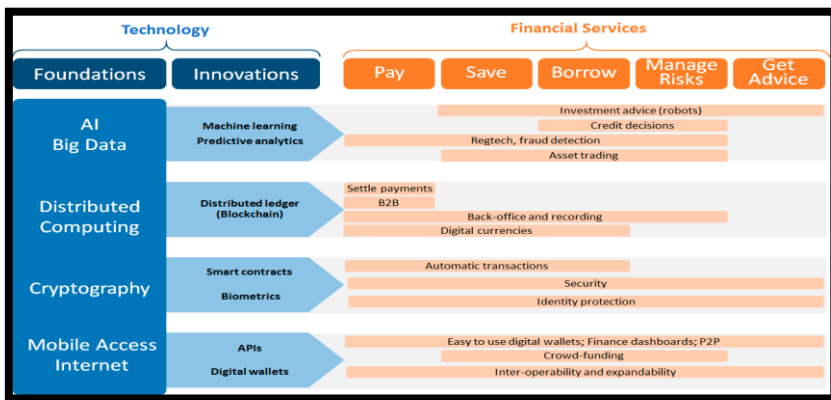 Technology
Financial Services
Foundations
Innovations
Pay
Save
Borrow
Manage
Risks
Get
Advice
AI
Big Data
Machine learning
Predictive analytics
Investment advice (robots)
Credit decisions
Regtech, fraud detection
Asset trading
Distributed
Computing
Distributed ledger
(Blockchain)
Settle payments
B2B
Back-office and recording
Digital currencies
Cryptography
Smart contracts
Biometrics
Automatic transactions
Security
Identity protection
Mobile Access
Internet
APIs
Digital wallets
Easy to use digital wallets; Finance dashboards; P2P
Crowd-funding
Inter-operability and expandability